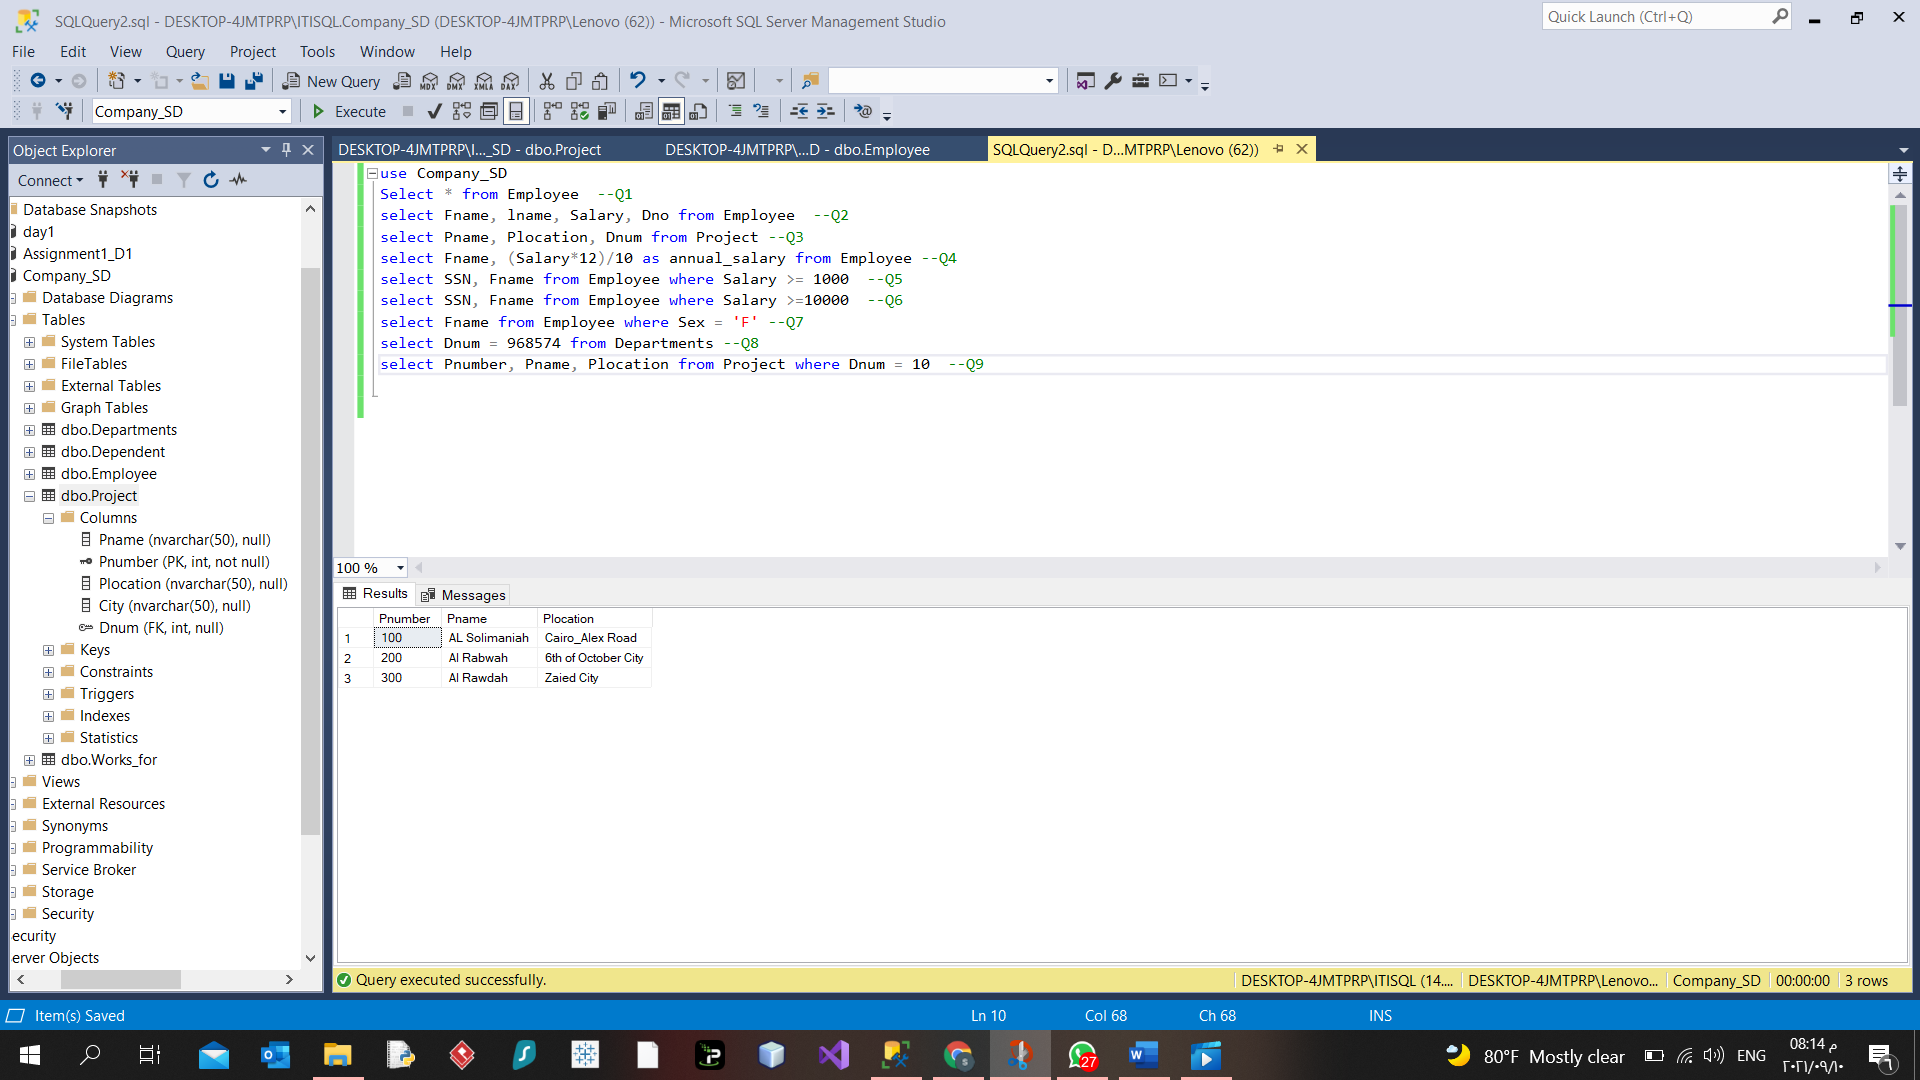 SQLQuery2.sql - DESKTOP-4JMTPRP\ITISQL.Company_SD (DESKTOP-4JMTPRP\Lenovo (62)) - Microsoft SQL Server Management Studio
Quick Launch (Ctrl+Q)
File Edit View Query Project Tools Window Help
New Query MDX DMX XMLA DAX
Company_SD Execute
Object Explorer
Connect
Database Snapshots
day1
Assignment1_D1
Company_SD
Database Diagrams
Tables
System Tables
FileTables
External Tables
Graph Tables
dbo.Departments
dbo.Dependent
dbo.Employee
dbo.Project
Columns
Pname (nvarchar(50), null)
Pnumber (PK, int, not null)
Plocation (nvarchar(50), null)
City (nvarchar(50), null)
Dnum (FK, int, null)
Keys
Constraints
Triggers
Indexes
Statistics
dbo.Works_for
Views
External Resources
Synonyms
Programmability
Service Broker
Storage
Security
ecurity
erver Objects
DESKTOP-4JMTPRP\I..._SD - dbo.Project DESKTOP-4JMTPRP\...D - dbo.Employee SQLQuery2.sql - D...MTPRP\Lenovo (62))
use Company_SD
Select * from Employee --Q1
select Fname, lname, Salary, Dno from Employee --Q2
select Pname, Plocation, Dnum from Project --Q3
select Fname, (Salary*12)/10 as annual_salary from Employee --Q4
select SSN, Fname from Employee where Salary >= 1000 --Q5
select SSN, Fname from Employee where Salary >=10000 --Q6
select Fname from Employee where Sex = 'F' --Q7
select Dnum = 968574 from Departments --Q8
select Pnumber, Pname, Plocation from Project where Dnum = 10 --Q9
100 %
Results Messages
Pnumber Pname Plocation
1 100 AL Solimaniah Cairo_Alex Road
2 200 Al Rabwah 6th of October City
3 300 Al Rawdah Zaied City
Query executed successfully. DESKTOP-4JMTPRP\ITISQL (14.... DESKTOP-4JMTPRP\Lenovo... Company_SD 00:00:00 3 rows
Item(s) Saved Ln 10 Col 68 Ch 68 INS
27 80°F Mostly clear ENG 08:14 م
٢٠٢١/٠٩/١٠
٦